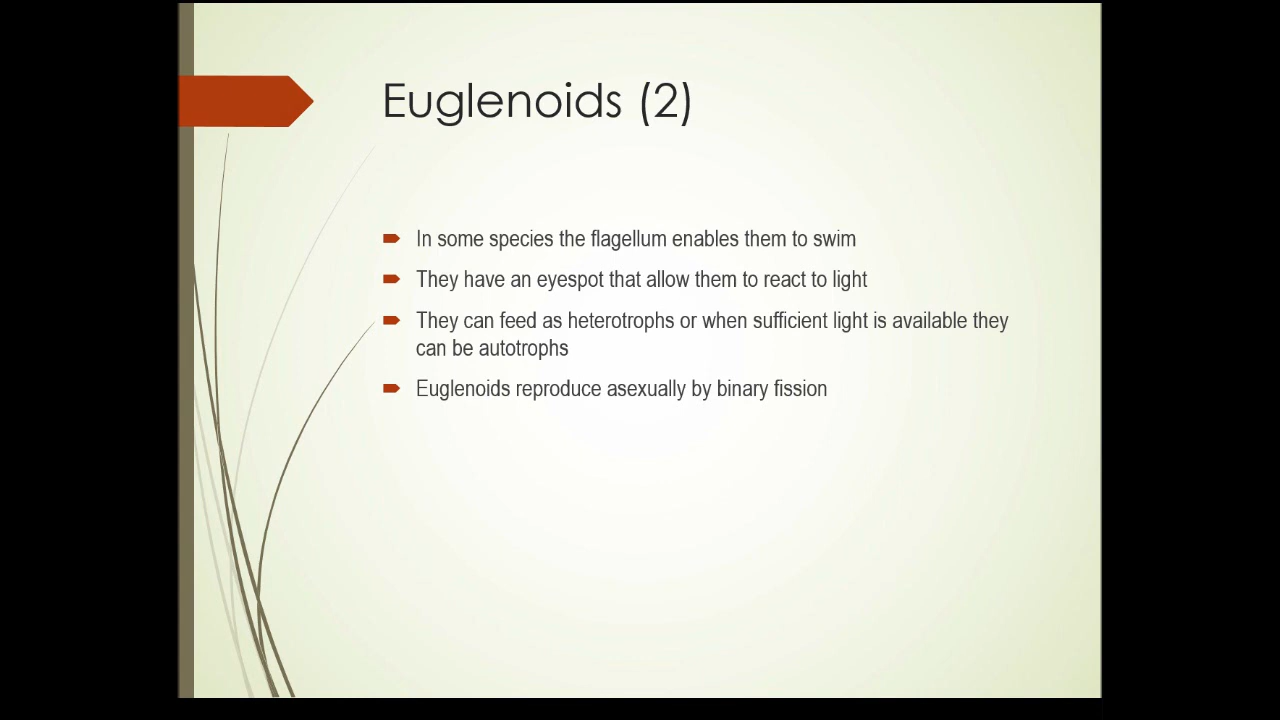 Euglenoids (2)
In some species the flagellum enables them to swim
They have an eyespot that allow them to react to light
They can feed as heterotrophs or when sufficient light is available they
can be autotrophs
Euglenoids reproduce asexually by binary fission